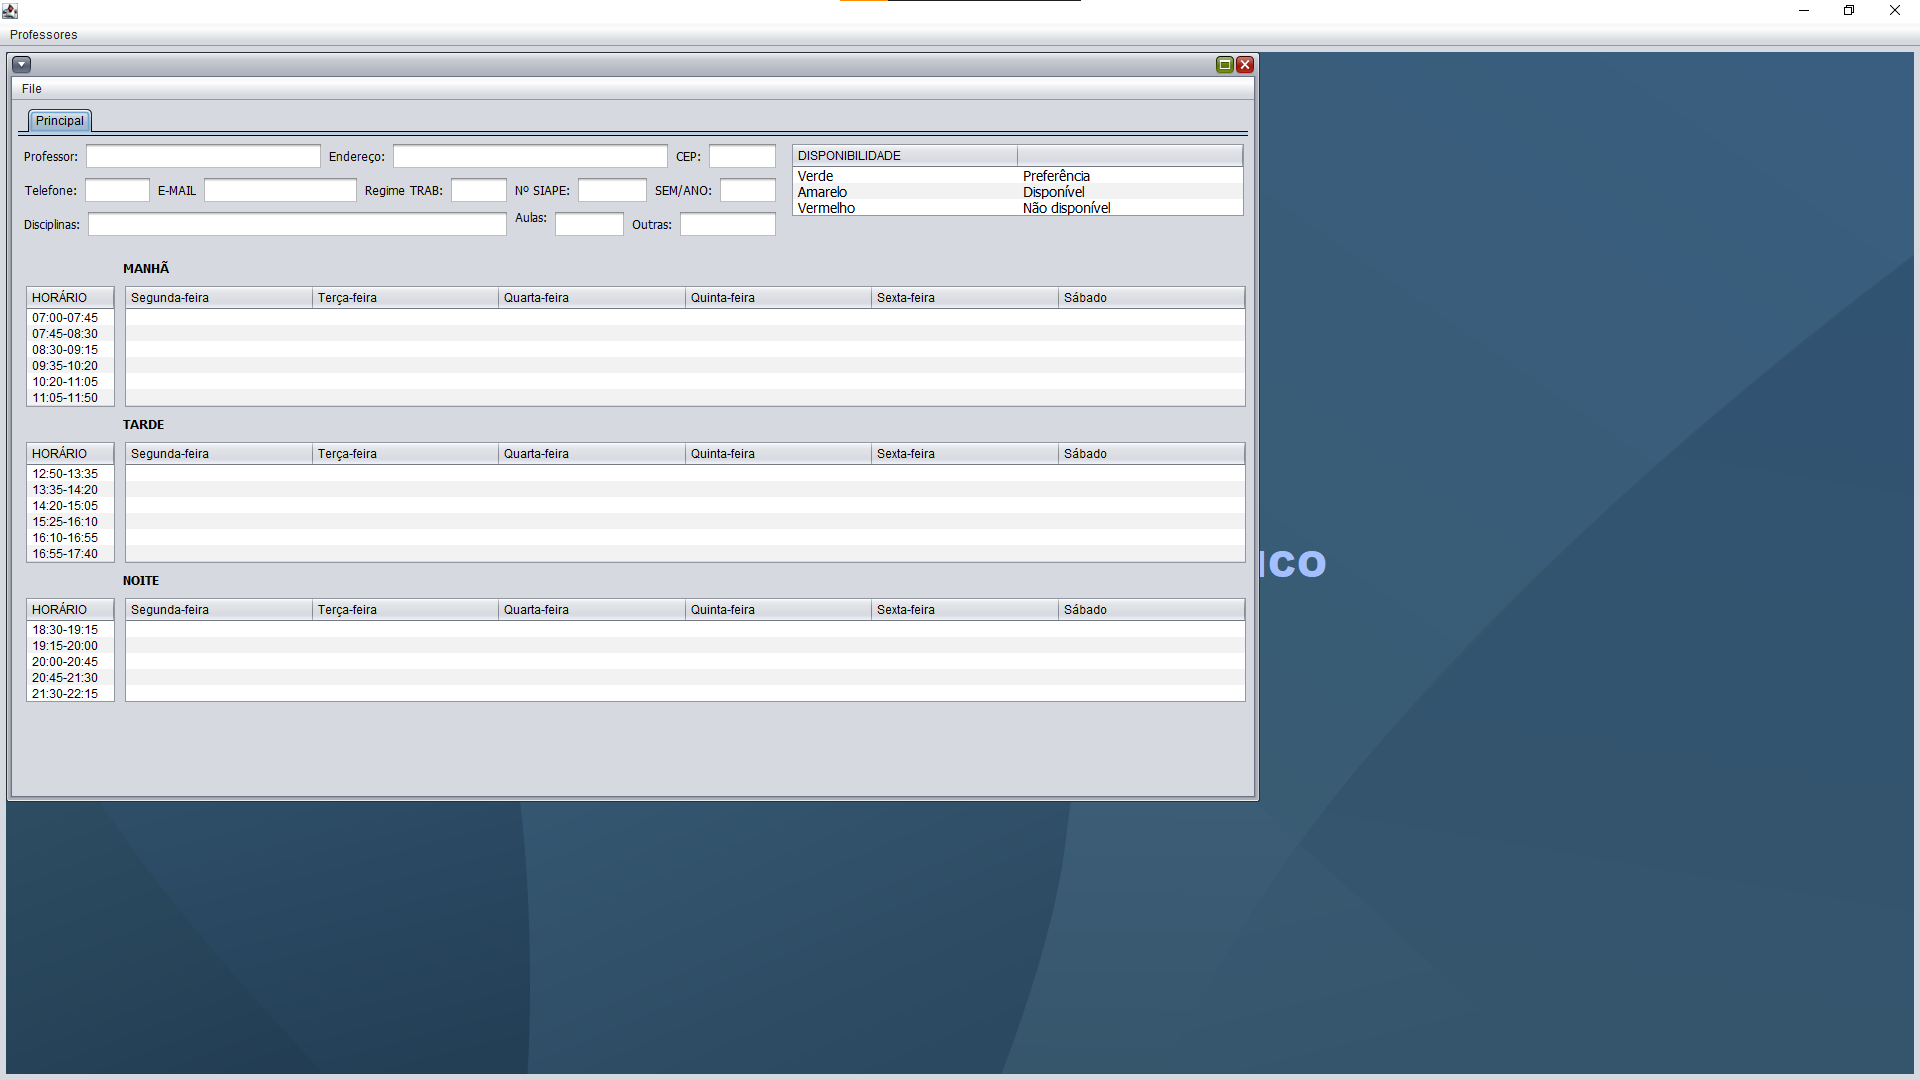 Professores
File
Principal
Professor: Endereço: CEP:
Telefone: E-MAIL Regime TRAB: Nº SIAPE: SEM/ANO:
Disciplinas: Aulas: Outras:
DISPONIBILIDADE
Verde Preferência
Amarelo Disponível
Vermelho Não disponível
MANHÃ
HORÁRIO Segunda-feira Terça-feira Quarta-feira Quinta-feira Sexta-feira Sábado
07:00-07:45
07:45-08:30
08:30-09:15
09:35-10:20
10:20-11:05
11:05-11:50
TARDE
HORÁRIO Segunda-feira Terça-feira Quarta-feira Quinta-feira Sexta-feira Sábado
12:50-13:35
13:35-14:20
14:20-15:05
15:25-16:10
16:10-16:55
16:55-17:40
NOITE
HORÁRIO Segunda-feira Terça-feira Quarta-feira Quinta-feira Sexta-feira Sábado
18:30-19:15
19:15-20:00
20:00-20:45
20:45-21:30
21:30-22:15